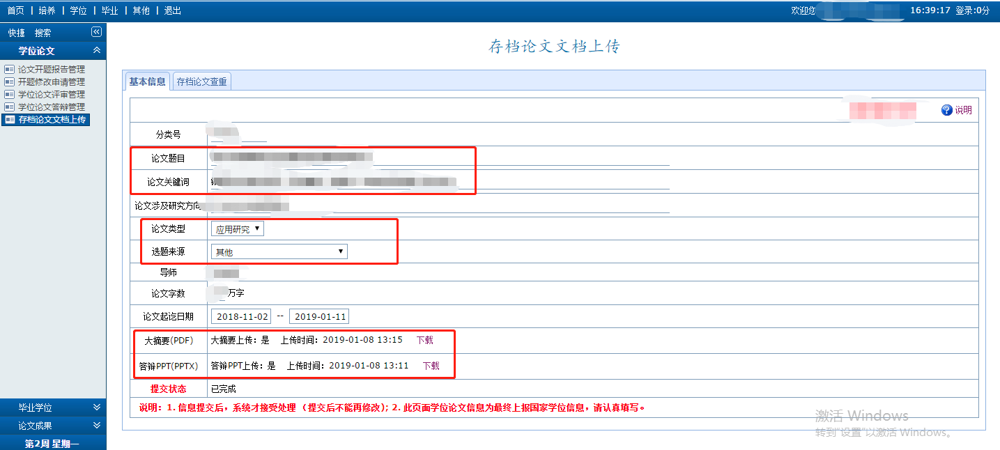 首页 | 培养 | 学位 | 毕业 | 其他 | 退出
欢迎您 16:39:17 登录:0分
快捷 搜索
学位论文
论文开题报告管理
开题修改申请管理
学位论文评审管理
学位论文答辩管理
存档论文文档上传
毕业学位
论文成果
第2周 星期一
存档论文文档上传
基本信息 存档论文查重
说明
分类号
论文题目
论文关键词
论文涉及研究方向
论文类型 应用研究
选题来源 其他
导师
论文字数 万字
论文起讫日期 2018-11-02 -- 2019-01-11
大摘要(PDF) 大摘要上传：是 上传时间：2019-01-08 13:15 下载
答辩PPT(PPTX) 答辩PPT上传：是 上传时间：2019-01-08 13:11 下载
提交状态 已完成
说明：1. 信息提交后，系统才接受处理 （提交后不能再修改）；2. 此页面学位论文信息为最终上报国家学位信息，请认真填写。
激活 Windows
转到"设置"以激活 Windows。